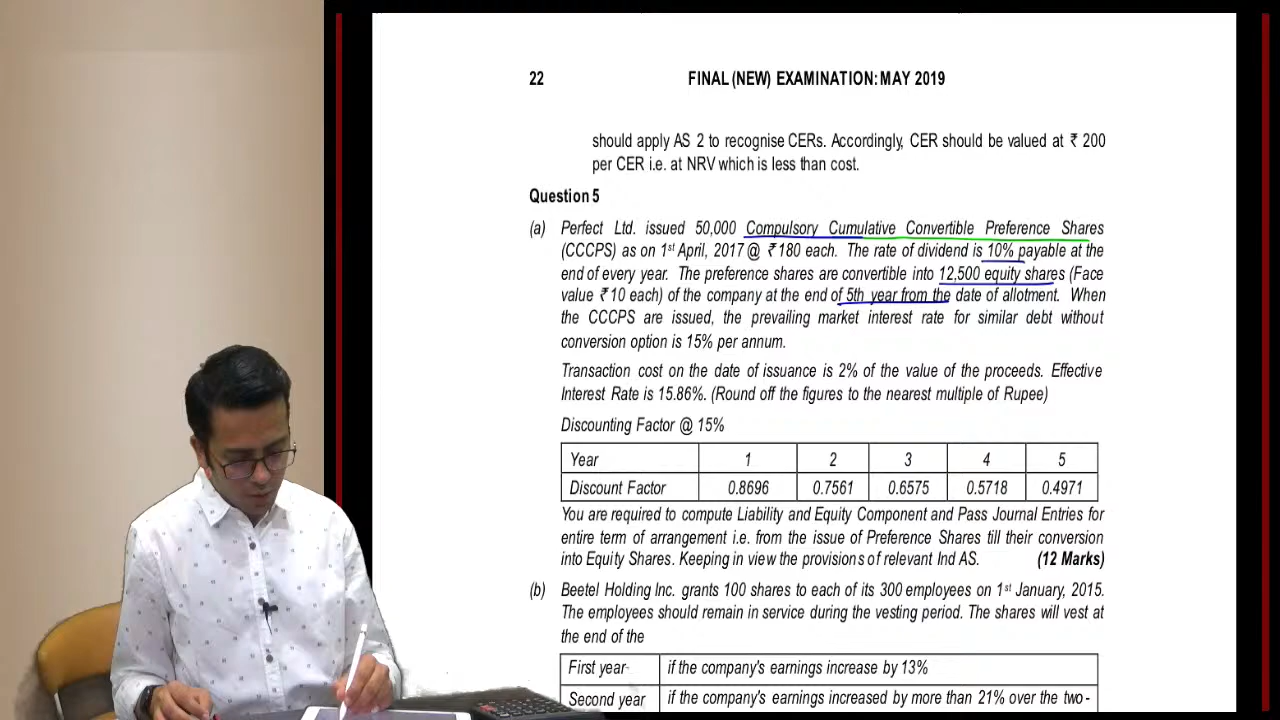 22 FINAL (NEW) EXAMINATION: MAY 2019
should apply AS 2 to recognise CERs. Accordingly, CER should be valued at ₹ 200
per CER i.e. at NRV which is less than cost.
Question 5
(a) Perfect Ltd. issued 50,000 Compulsory Cumulative Convertible Preference Shares
(CCCPS) as on 1st April, 2017 @ ₹ 180 each. The rate of dividend is 10% payable at the
end of every year. The preference shares are convertible into 12,500 equity shares (Face
value ₹ 10 each) of the company at the end of 5th year from the date of allotment. When
the CCCPS are issued, the prevailing market interest rate for similar debt without
conversion option is 15% per annum.
Transaction cost on the date of issuance is 2% of the value of the proceeds. Effective
Interest Rate is 15.86%. (Round off the figures to the nearest multiple of Rupee)
Discounting Factor @ 15%
Year 1 2 3 4 5
Discount Factor 0.8696 0.7561 0.6575 0.5718 0.4971
You are required to compute Liability and Equity Component and Pass Journal Entries for
entire term of arrangement i.e. from the issue of Preference Shares till their conversion
into Equity Shares. Keeping in view the provisions of relevant Ind AS. (12 Marks)
(b) Beetel Holding Inc. grants 100 shares to each of its 300 employees on 1st January, 2015.
The employees should remain in service during the vesting period. The shares will vest at
the end of the
First year- if the company's earnings increase by 13%
Second year if the company's earnings increased by more than 21% over the two-